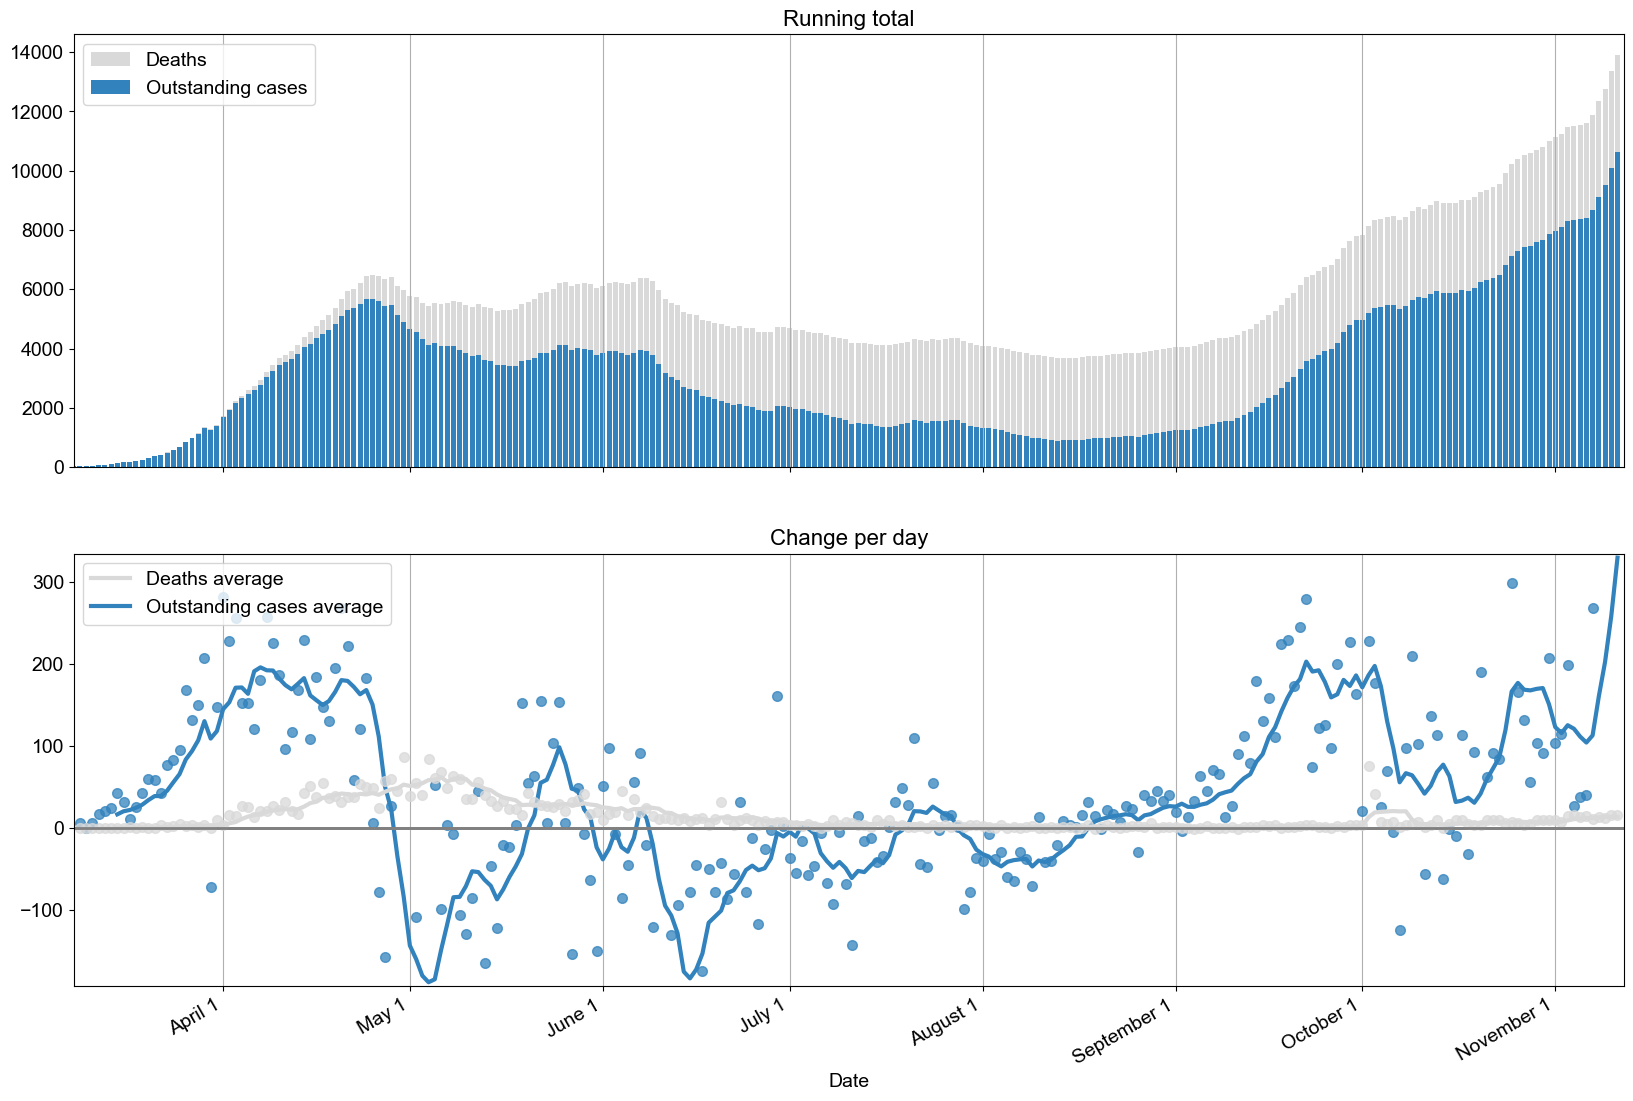 Running total
14000
12000
10000
8000
6000
4000
2000
0
Deaths
Outstanding cases
Change per day
300
200
100
0
−100
Deaths average
Outstanding cases average
April 1
May 1
June 1
July 1
August 1
September 1
October 1
November 1
Date